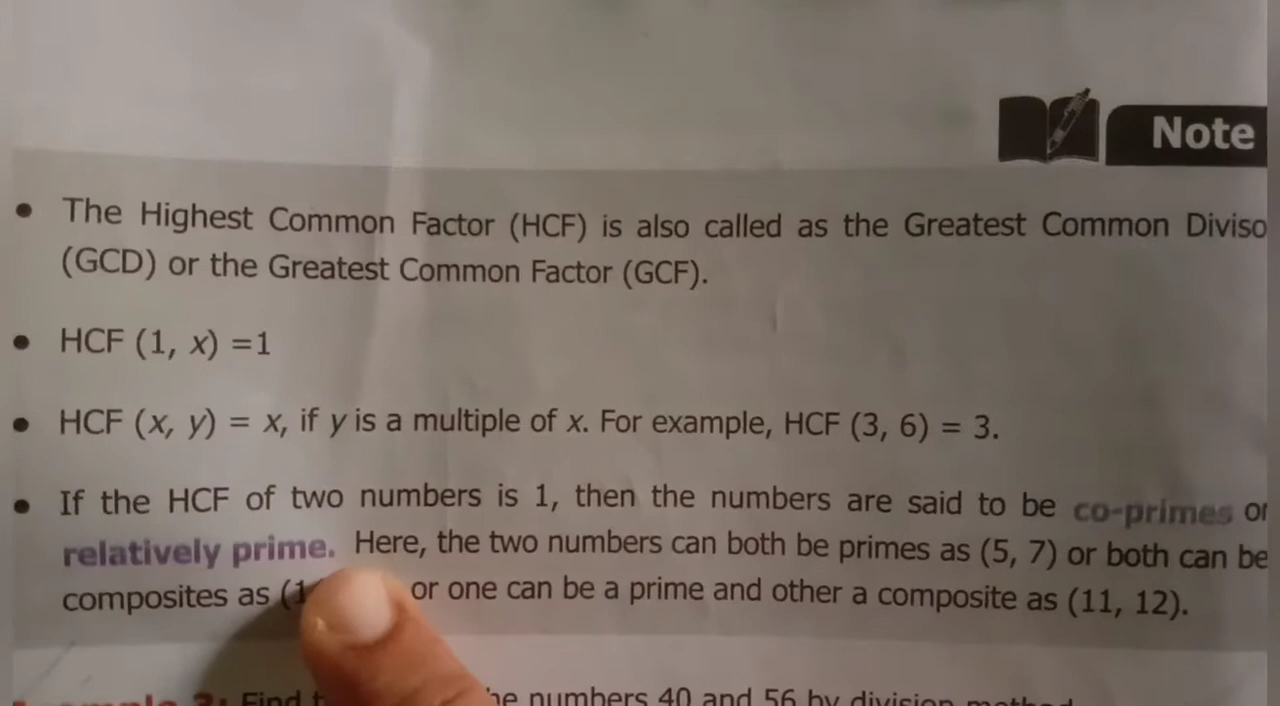 Note
• The Highest Common Factor (HCF) is also called as the Greatest Common Diviso
(GCD) or the Greatest Common Factor (GCF).
• HCF (1, x) =1
• HCF (x, y) = x, if y is a multiple of x. For example, HCF (3, 6) = 3.
• If the HCF of two numbers is 1, then the numbers are said to be co-primes or
relatively prime. Here, the two numbers can both be primes as (5, 7) or both can be
composites as (1 or one can be a prime and other a composite as (11, 12).
Find he numbers 40 and 56 by division method